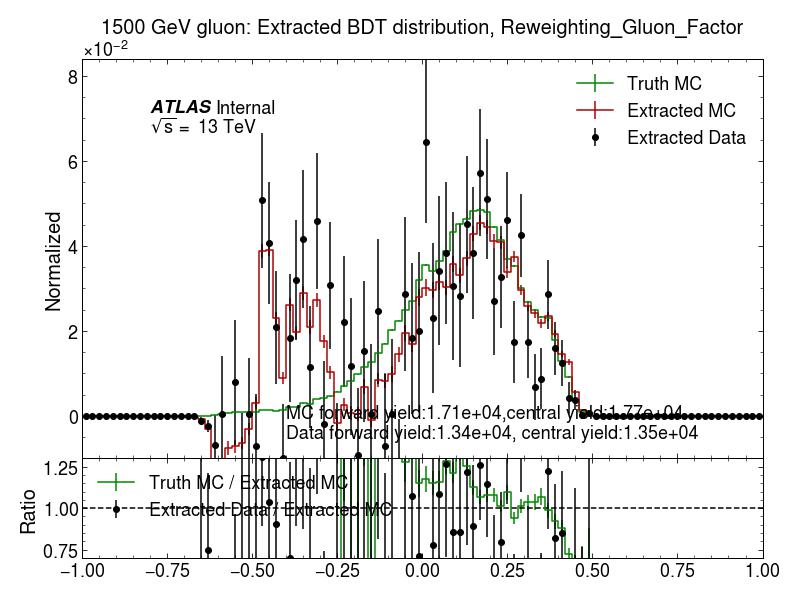 1500 GeV gluon: Extracted BDT distribution, Reweighting_Gluon_Factor
×10−2
ATLAS Internal
√s = 13 TeV
Truth MC
Extracted MC
Extracted Data
Normalized
8
6
4
2
0
MC forward yield:1.71e+04,central yield:1.77e+04
Data forward yield:1.34e+04, central yield:1.35e+04
Ratio
1.25
1.00
0.75
Truth MC / Extracted MC
Extracted Data / Extracted MC
−1.00 −0.75 −0.50 −0.25 0.00 0.25 0.50 0.75 1.00